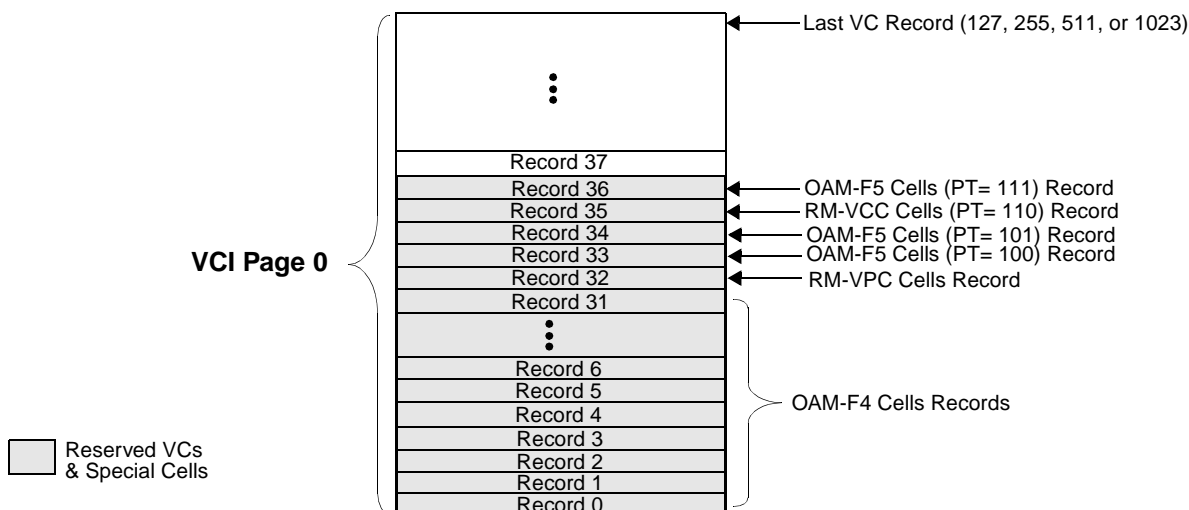 Last VC Record (127, 255, 511, or 1023)
Record 37
Record 36
OAM-F5 Cells (PT= 111) Record
Record 35
RM-VCC Cells (PT= 110) Record
Record 34
OAM-F5 Cells (PT= 101) Record
Record 33
OAM-F5 Cells (PT= 100) Record
VCI Page 0
Record 32
RM-VPC Cells Record
Record 31
Record 6
Record 5
Record 4
OAM-F4 Cells Records
Record 3
Record 2
Record 1
Record 0
Reserved VCs
& Special Cells